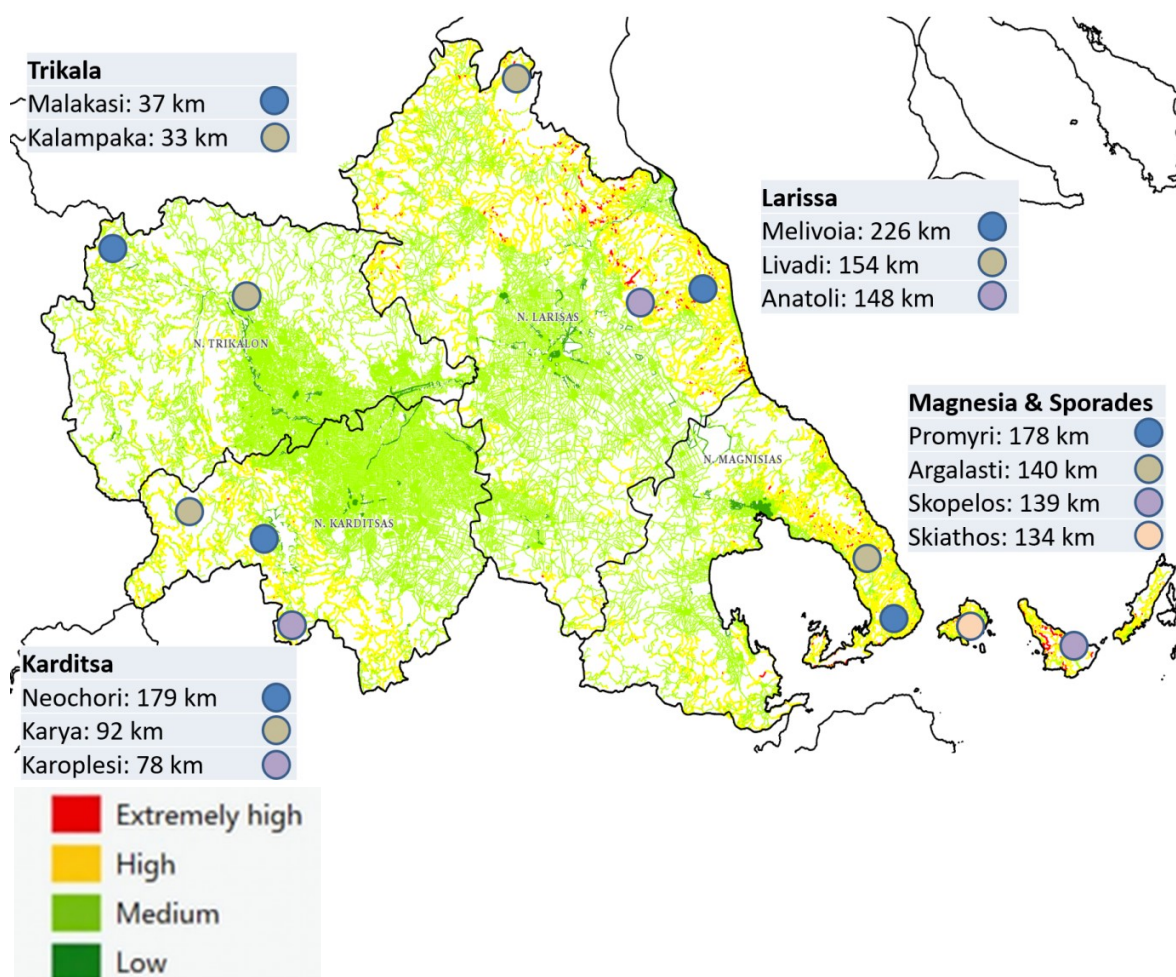 Trikala
Malakasi: 37 km
Kalampaka: 33 km
Larissa
Melivoia: 226 km
Livadi: 154 km
Anatoli: 148 km
N. LARISAS
N. TRIKALON
Magnesia & Sporades
Promyri: 178 km
Argalasti: 140 km
Skopelos: 139 km
Skiathos: 134 km
N. MAGNISIAS
N. KARDITSAS
Karditsa
Neochori: 179 km
Karya: 92 km
Karoplesi: 78 km
Extremely high
High
Medium
Low